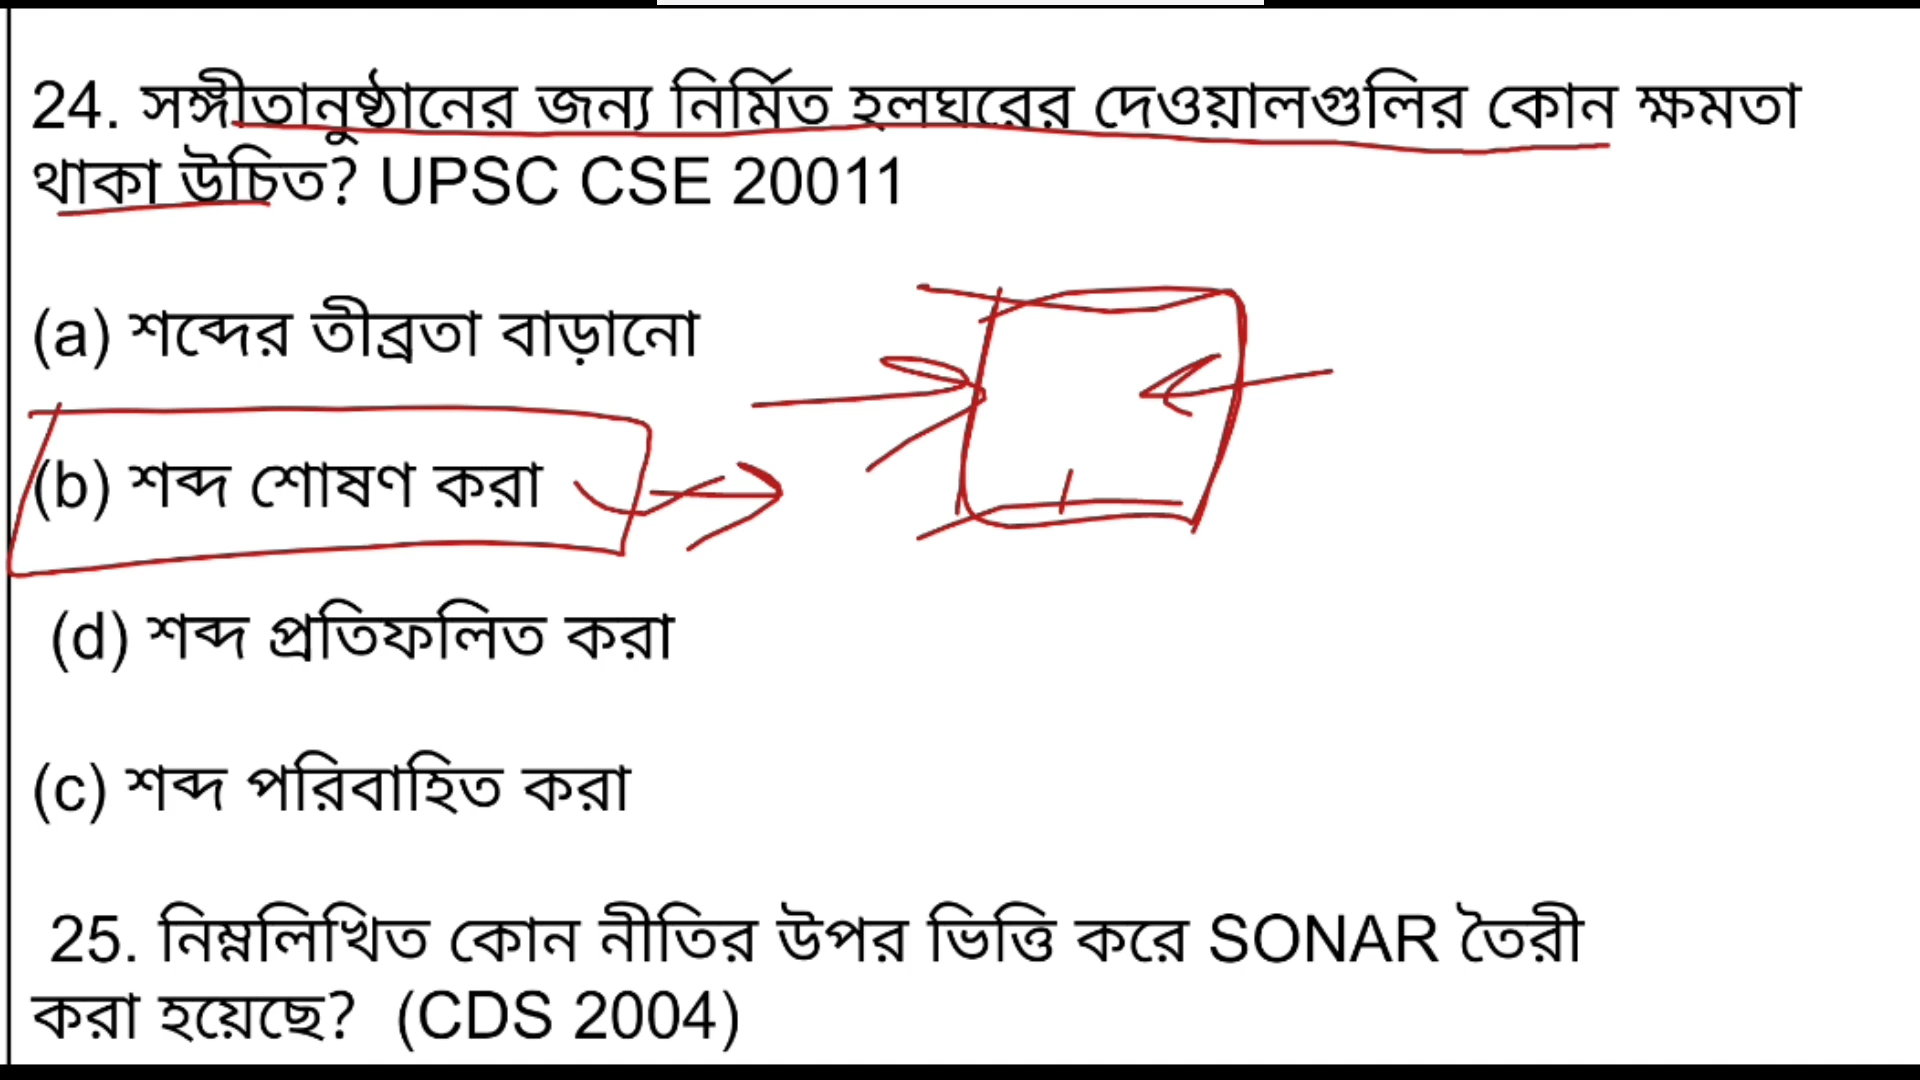 24. সঙ্গীতানুষ্ঠানের জন্য নির্মিত হলঘরের দেওয়ালগুলির কোন ক্ষমতা
থাকা উচিত? UPSC CSE 20011
(a) শব্দের তীব্রতা বাড়ানো
(b) শব্দ শোষণ করা
(d) শব্দ প্রতিফলিত করা
(c) শব্দ পরিবাহিত করা
25. নিম্নলিখিত কোন নীতির উপর ভিত্তি করে SONAR তৈরী
করা হয়েছে? (CDS 2004)